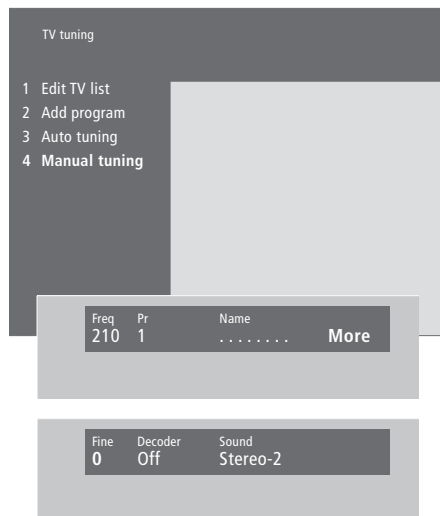 TV tuning
1 Edit TV list
2 Add program
3 Auto tuning
4 Manual tuning
Freq Pr Name
210 1 ........ More
Fine Decoder Sound
0 Off Stereo-2